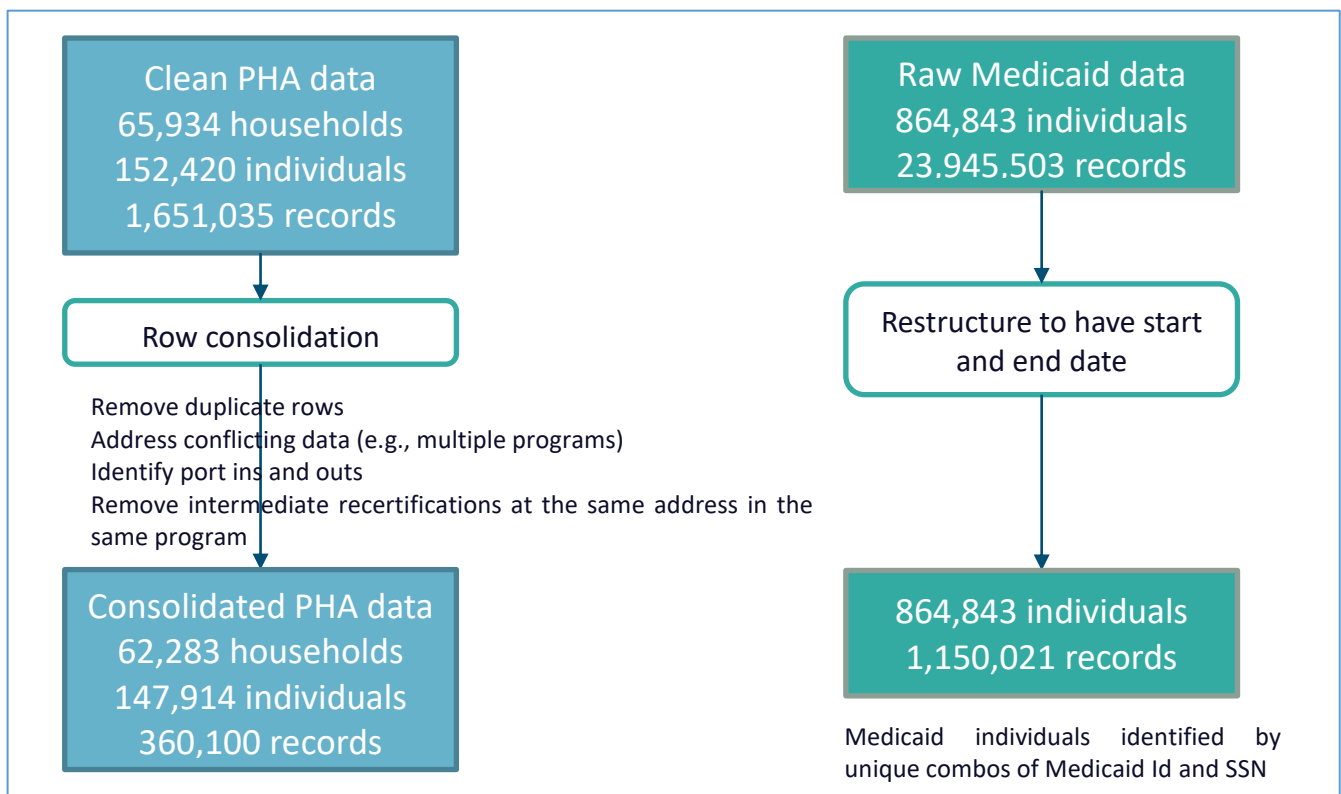 Clean PHA data
65,934 households
152,420 individuals
1,651,035 records
Row consolidation
Remove duplicate rows
Address conflicting data (e.g., multiple programs)
Identify port ins and outs
Remove intermediate recertifications at the same address in the
same program
Consolidated PHA data
62,283 households
147,914 individuals
360,100 records
Raw Medicaid data
864,843 individuals
23,945,503 records
Restructure to have start
and end date
864,843 individuals
1,150,021 records
Medicaid individuals identified by
unique combos of Medicaid Id and SSN